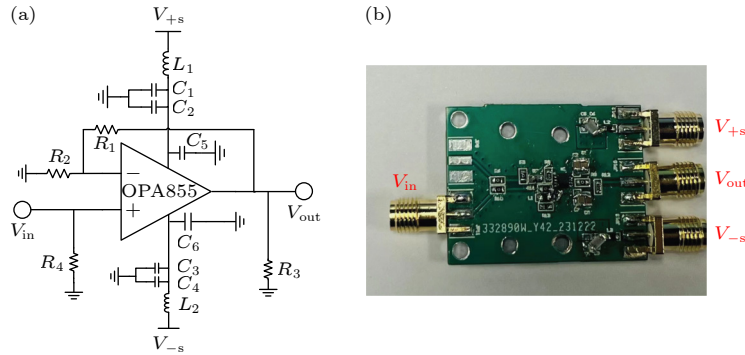 (a)
V+s
L1
C1
C2
R1
C5
R2
OPA855
Vin
Vout
C6
R4
C3
R3
C4
L2
V−s
(b)
V+s
Vin
Vout
332890W_Y42_231222
V−s